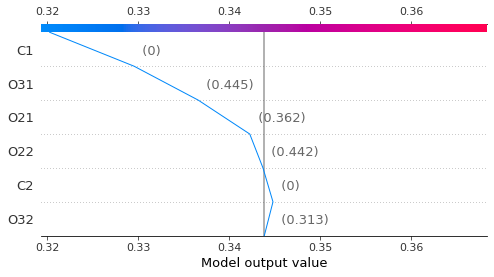 0.32 0.33 0.34 0.35 0.36
C1 (0)
O31 (0.445)
O21 (0.362)
O22 (0.442)
C2 (0)
O32 (0.313)
0.32 0.33 0.34 0.35 0.36
Model output value